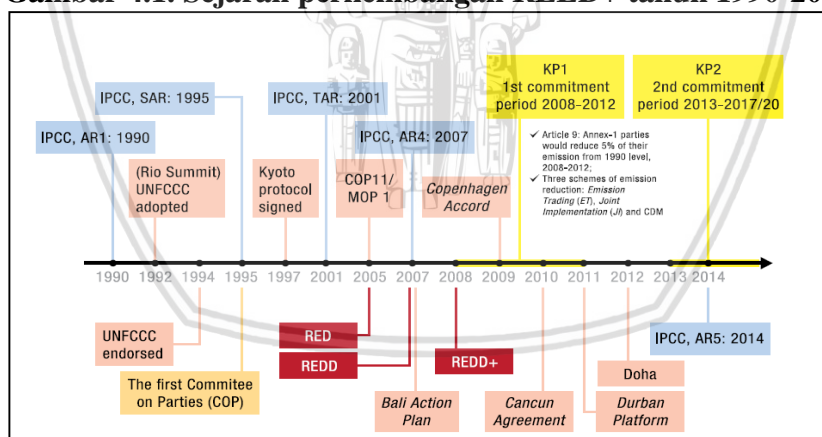 Gambar 4.1. Sejarah perkembangan REED+ tahun 1990-20
KP1
1st commitment
period 2008-2012
KP2
2nd commitment
period 2013-2017/20
IPCC, SAR: 1995
IPCC, TAR: 2001
IPCC, AR1: 1990
IPCC, AR4: 2007
✓ Article 9: Annex-1 parties
would reduce 5% of their
emission from 1990 level,
2008-2012;
✓ Three schemes of emission
reduction: Emission
Trading (ET), Joint
Implementation (JI) and CDM
(Rio Summit)
UNFCCC
adopted
Kyoto
protocol
signed
COP11/
MOP 1
Copenhagen
Accord
1990 1992 1994 1995 1997 2001 2005 2007 2008 2009 2010 2011 2012 2013 2014
UNFCCC
endorsed
RED
REDD
REDD+
IPCC, AR5: 2014
The first Commitee
on Parties (COP)
Bali Action
Plan
Cancun
Agreement
Doha
Durban
Platform